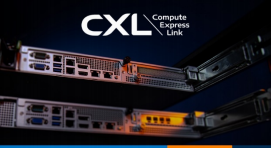 CXL
Compute
Express
Link